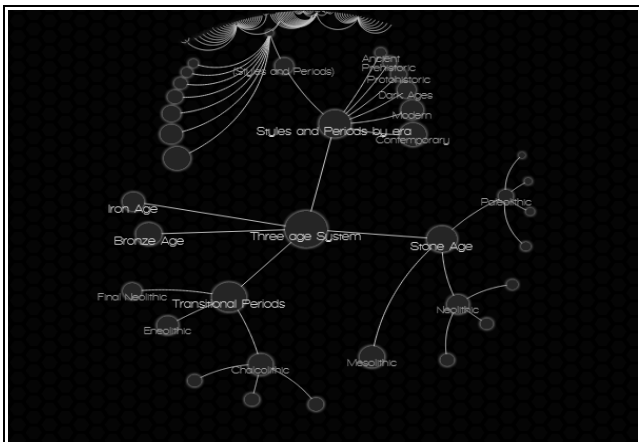 (Styles and Periods)
Ancient
Prehistoric
Protohistoric
Dark Ages
Modern
Styles and Periods by era
Contemporary
Paleolithic
Iron Age
Bronze Age
Three age System
Stone Age
Final Neolithic
Transitional Periods
Neolithic
Eneolithic
Mesolithic
Chalcolithic